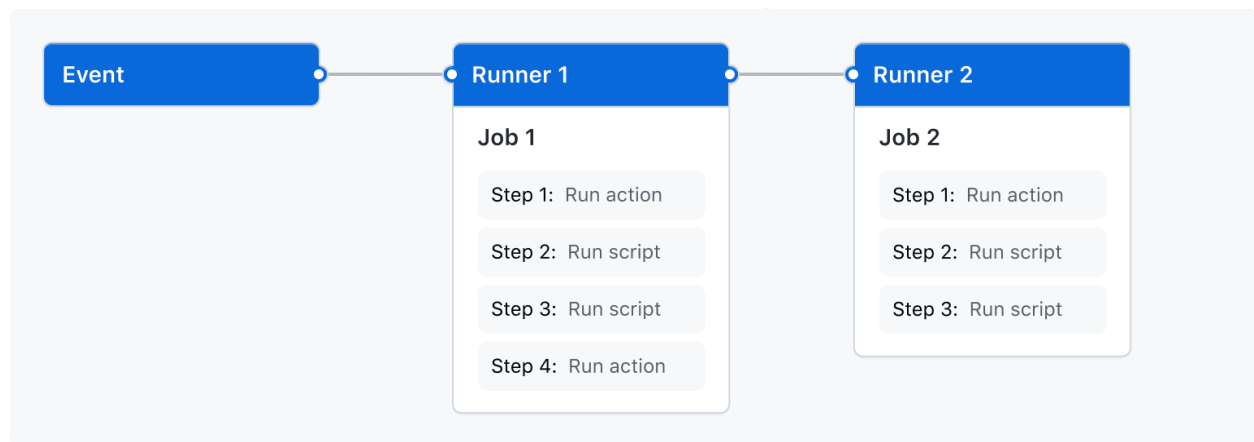 Event
Runner 1
Job 1
Step 1: Run action
Step 2: Run script
Step 3: Run script
Step 4: Run action
Runner 2
Job 2
Step 1: Run action
Step 2: Run script
Step 3: Run script